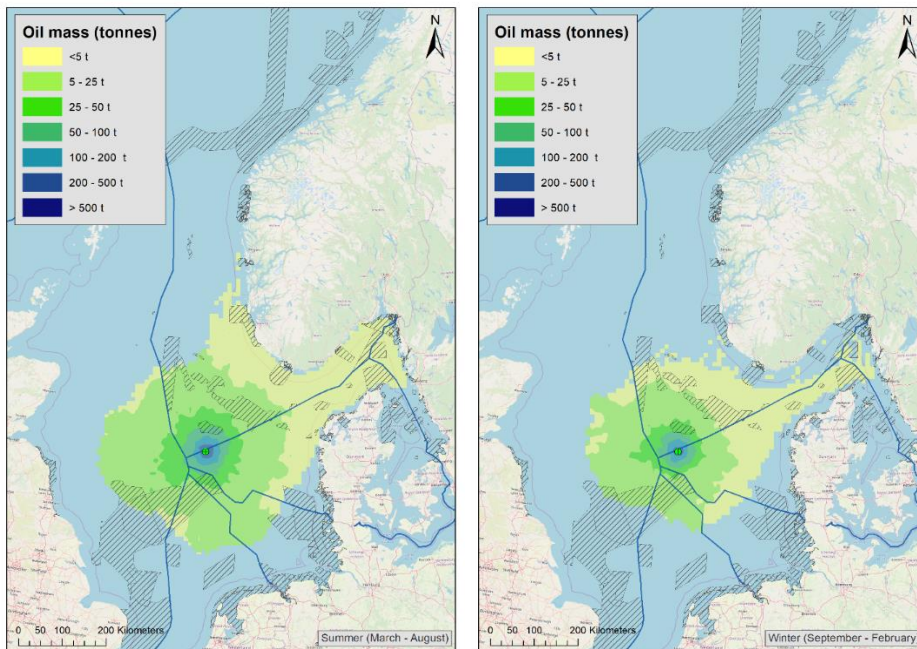 Oil mass (tonnes)
<5 t
5 - 25 t
25 - 50 t
50 - 100 t
100 - 200 t
200 - 500 t
> 500 t
N
0 50 100 200 Kilometers
Summer (March - August)
Oil mass (tonnes)
<5 t
5 - 25 t
25 - 50 t
50 - 100 t
100 - 200 t
200 - 500 t
> 500 t
N
0 50 100 200 Kilometers
Winter (September - February)